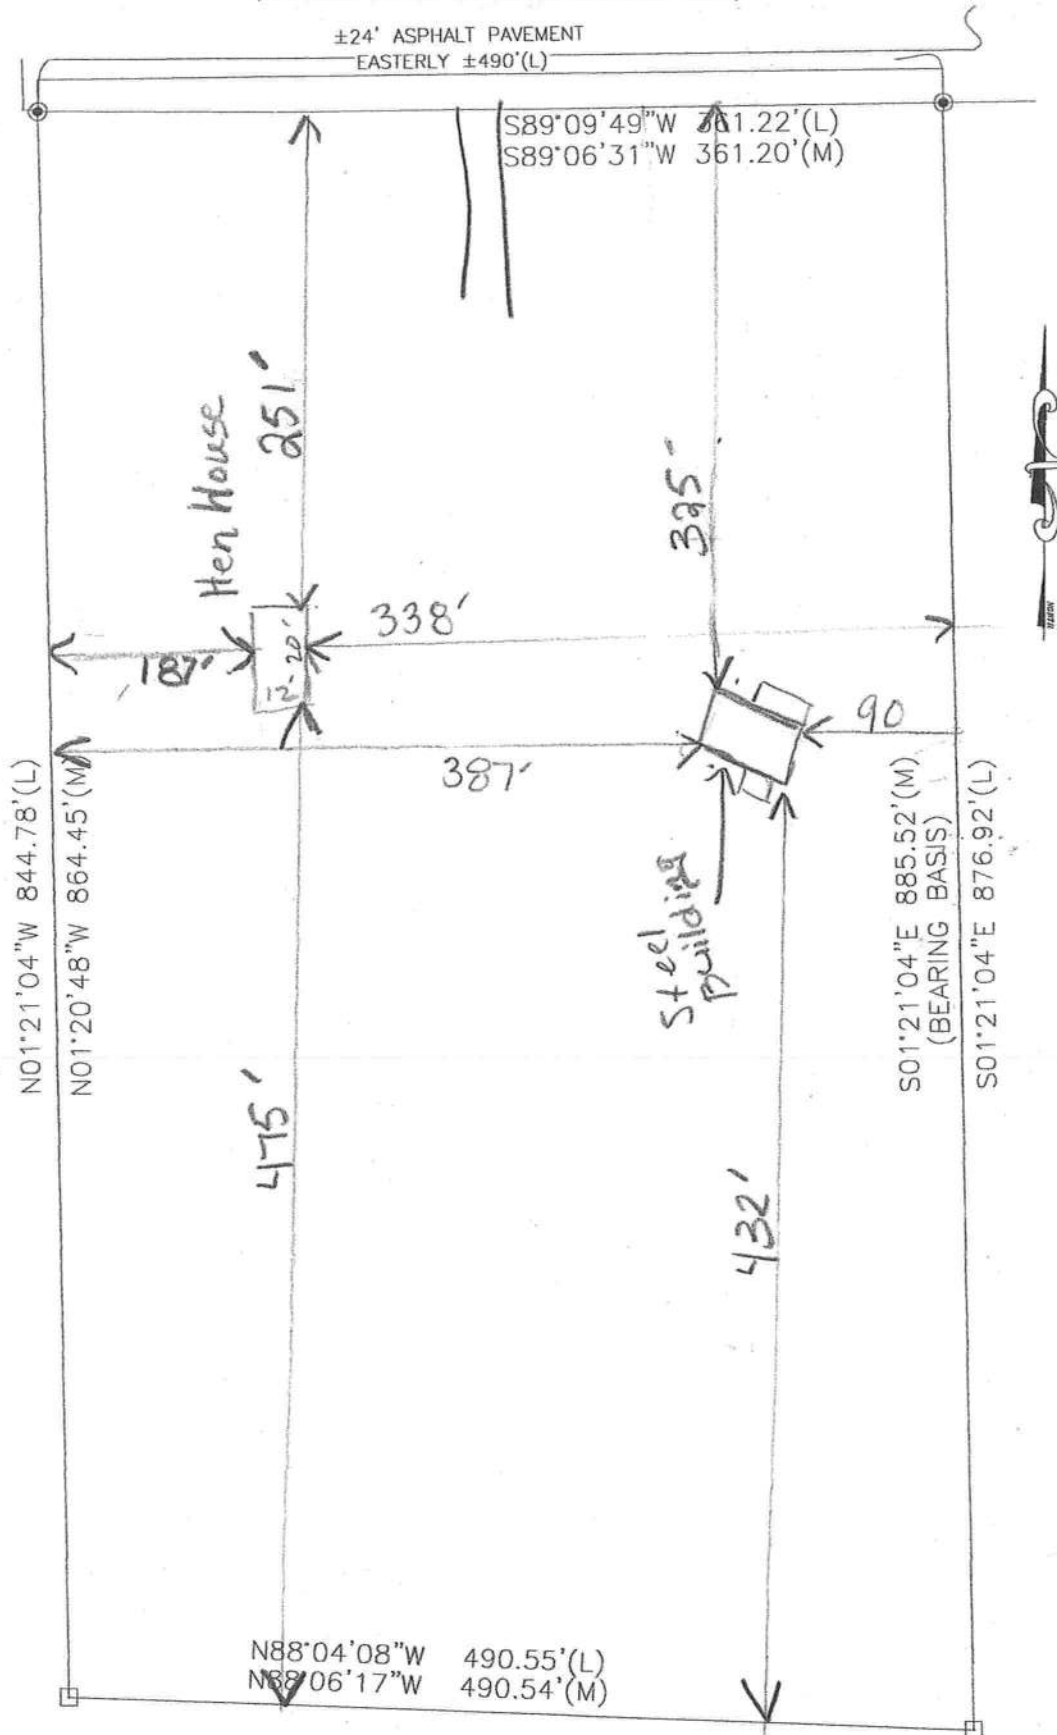 ±24' ASPHALT PAVEMENT
EASTERLY ±490'(L)
S89°09'49"W 361.22'(L)
S89°06'31"W 361.20'(M)
251'
Hen House
325'
338'
187'
12-20'
90
387'
N01°21'04"W 844.78'(L)
N01°20'48"W 864.45'(M)
S01°21'04"E 885.52'(M)
(BEARING BASIS)
S01°21'04"E 876.92'(L)
Steel
Building
475'
432'
N88°04'08"W 490.55'(L)
N88°06'17"W 490.54'(M)
NORTH